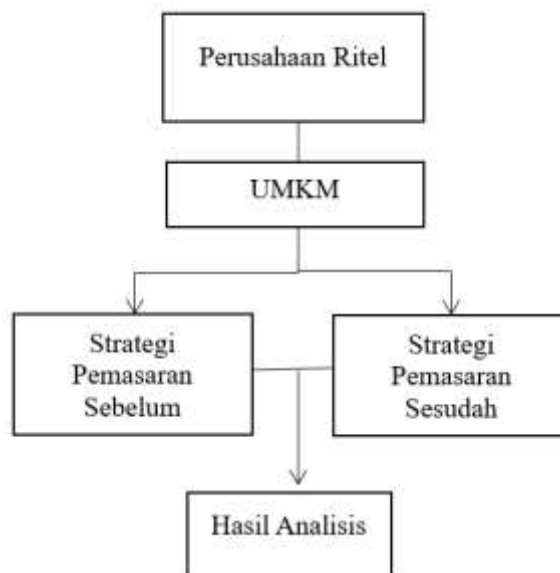 Perusahaan Ritel
UMKM
Strategi
Pemasaran
Sebelum
Strategi
Pemasaran
Sesudah
Hasil Analisis